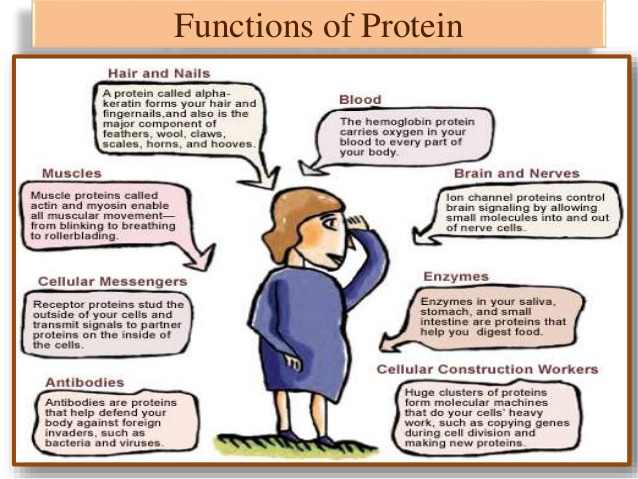 Functions of Protein
Hair and Nails
A protein called alpha-
keratin forms your hair and
fingernails,and also is the
major component of
feathers, wool, claws,
scales, horns, and hooves.
Blood
The hemoglobin protein
carries oxygen in your
blood to every part of
your body.
Muscles
Muscle proteins called
actin and myosin enable
all muscular movement—
from blinking to breathing
to rollerblading.
Brain and Nerves
Ion channel proteins control
brain signaling by allowing
small molecules into and out
of nerve cells.
Cellular Messengers
Receptor proteins stud the
outside of your cells and
transmit signals to partner
proteins on the inside of
the cells.
Enzymes
Enzymes in your saliva,
stomach, and small
intestine are proteins that
help you digest food.
Antibodies
Antibodies are proteins
that help defend your
body against foreign
invaders, such as
bacteria and viruses.
Cellular Construction Workers
Huge clusters of proteins
form molecular machines
that do your cells' heavy
work, such as copying genes
during cell division and
making new proteins.